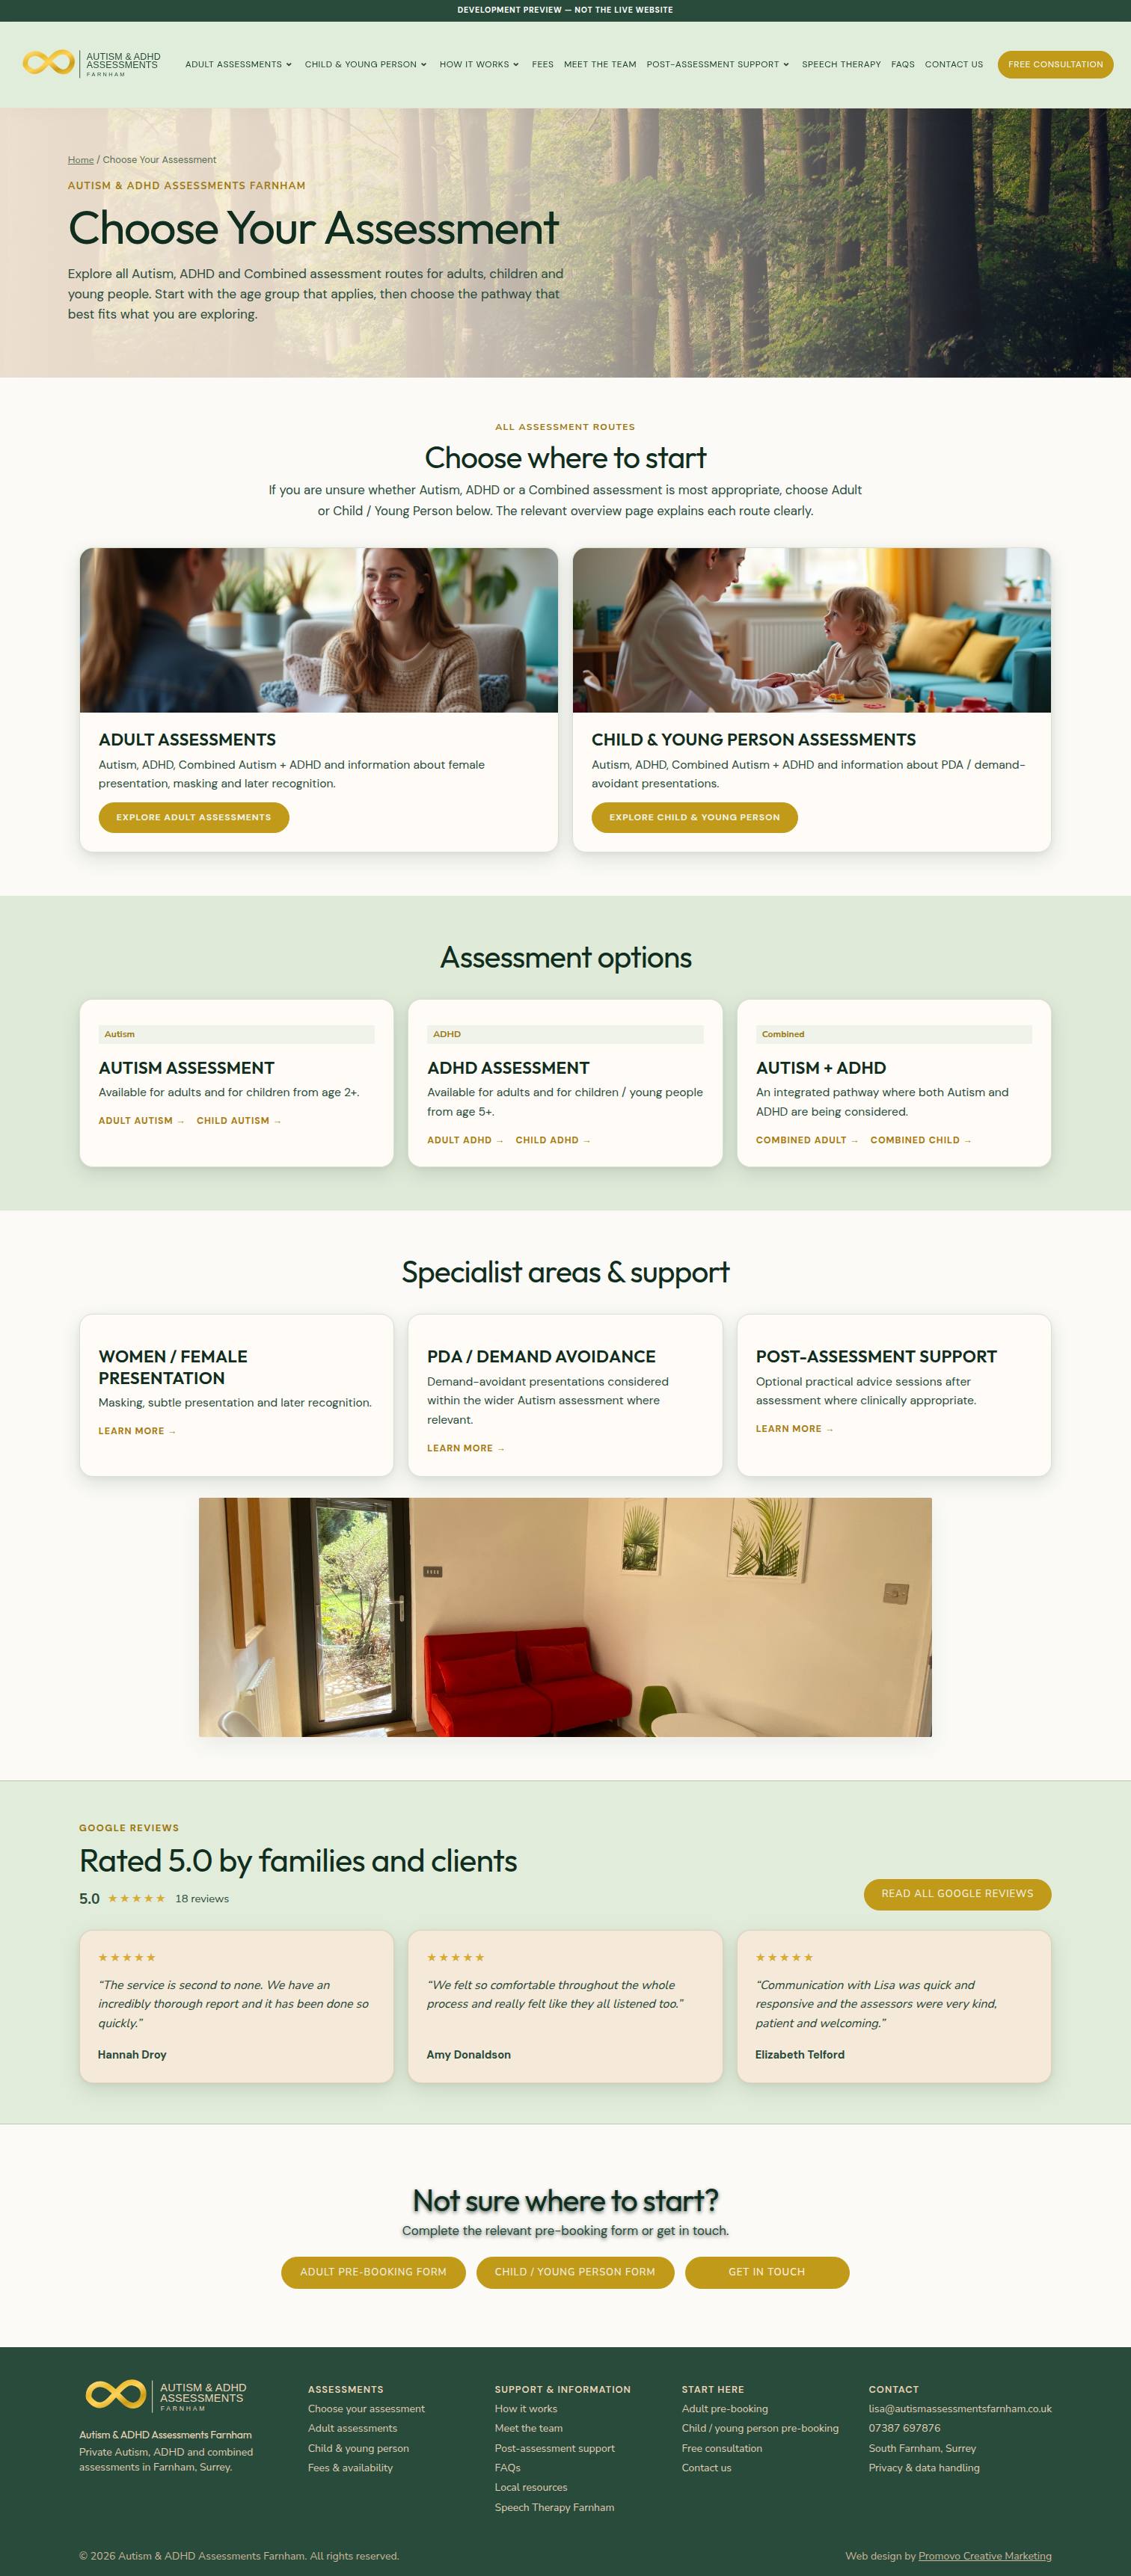 DEVELOPMENT PREVIEW — NOT THE LIVE WEBSITE
AUTISM & ADHD
ASSESSMENTS
FARNHAM
ADULT ASSESSMENTS CHILD & YOUNG PERSON HOW IT WORKS FEES MEET THE TEAM POST-ASSESSMENT SUPPORT SPEECH THERAPY FAQS CONTACT US FREE CONSULTATION
Home / Choose Your Assessment
AUTISM & ADHD ASSESSMENTS FARNHAM
Choose Your Assessment
Explore all Autism, ADHD and Combined assessment routes for adults, children and
young people. Start with the age group that applies, then choose the pathway that
best fits what you are exploring.
ALL ASSESSMENT ROUTES
Choose where to start
If you are unsure whether Autism, ADHD or a Combined assessment is most appropriate, choose Adult
or Child / Young Person below. The relevant overview page explains each route clearly.
ADULT ASSESSMENTS
Autism, ADHD, Combined Autism + ADHD and information about female
presentation, masking and later recognition.
EXPLORE ADULT ASSESSMENTS
CHILD & YOUNG PERSON ASSESSMENTS
Autism, ADHD, Combined Autism + ADHD and information about PDA / demand-
avoidant presentations.
EXPLORE CHILD & YOUNG PERSON
Assessment options
Autism
AUTISM ASSESSMENT
Available for adults and for children from age 2+.
ADULT AUTISM → CHILD AUTISM →
ADHD
ADHD ASSESSMENT
Available for adults and for children / young people
from age 5+.
ADULT ADHD → CHILD ADHD →
Combined
AUTISM + ADHD
An integrated pathway where both Autism and
ADHD are being considered.
COMBINED ADULT → COMBINED CHILD →
Specialist areas & support
WOMEN / FEMALE
PRESENTATION
Masking, subtle presentation and later recognition.
LEARN MORE →
PDA / DEMAND AVOIDANCE
Demand-avoidant presentations considered
within the wider Autism assessment where
relevant.
LEARN MORE →
POST-ASSESSMENT SUPPORT
Optional practical advice sessions after
assessment where clinically appropriate.
LEARN MORE →
GOOGLE REVIEWS
Rated 5.0 by families and clients
5.0 ★★★★★ 18 reviews
READ ALL GOOGLE REVIEWS
★★★★★
“The service is second to none. We have an
incredibly thorough report and it has been done so
quickly.”
Hannah Droy
★★★★★
“We felt so comfortable throughout the whole
process and really felt like they all listened too.”
Amy Donaldson
★★★★★
“Communication with Lisa was quick and
responsive and the assessors were very kind,
patient and welcoming.”
Elizabeth Telford
Not sure where to start?
Complete the relevant pre-booking form or get in touch.
ADULT PRE-BOOKING FORM CHILD / YOUNG PERSON FORM GET IN TOUCH
AUTISM & ADHD
ASSESSMENTS
FARNHAM
Autism & ADHD Assessments Farnham
Private Autism, ADHD and combined
assessments in Farnham, Surrey.
ASSESSMENTS
Choose your assessment
Adult assessments
Child & young person
Fees & availability
SUPPORT & INFORMATION
How it works
Meet the team
Post-assessment support
FAQs
Local resources
Speech Therapy Farnham
START HERE
Adult pre-booking
Child / young person pre-booking
Free consultation
Contact us
CONTACT
lisa@autismassessmentsfarnham.co.uk
07387 697876
South Farnham, Surrey
Privacy & data handling
© 2026 Autism & ADHD Assessments Farnham. All rights reserved.
Web design by Promovo Creative Marketing